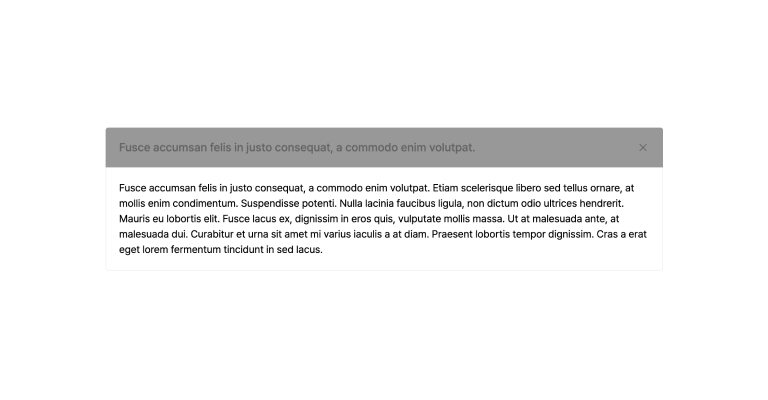 Fusce accumsan felis in justo consequat, a commodo enim volutpat.
Fusce accumsan felis in justo consequat, a commodo enim volutpat. Etiam scelerisque libero sed tellus ornare, at
mollis enim condimentum. Suspendisse potenti. Nulla lacinia faucibus ligula, non dictum odio ultrices hendrerit.
Mauris eu lobortis elit. Fusce lacus ex, dignissim in eros quis, vulputate mollis massa. Ut at malesuada ante, at
malesuada dui. Curabitur et urna sit amet mi varius iaculis a at diam. Praesent lobortis tempor dignissim. Cras a erat
eget lorem fermentum tincidunt in sed lacus.